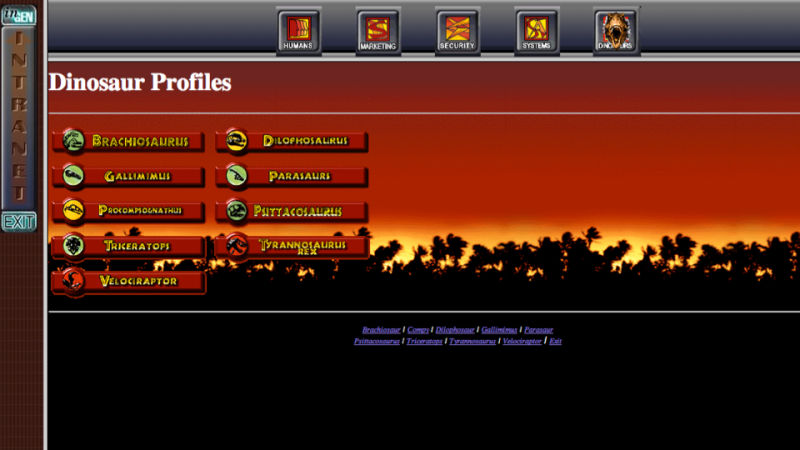 inGEN
INTRANET
EXIT
HUMANS
MARKETING
SECURITY
SYSTEMS
DINOSAURS
Dinosaur Profiles
BRACHIOSAURUS
DILOPHOSAURUS
GALLIMIMUS
PARASAURS
PROCOMPSOGNATHUS
PSITTACOSAURUS
TRICERATOPS
TYRANNOSAURUS
REX
VELOCIRAPTOR
Brachiosaur | Comps | Dilophosaur | Gallimimus | Parasaur
Psittacosaurus | Triceratops | Tyrannosaurus | Velociraptor | Exit